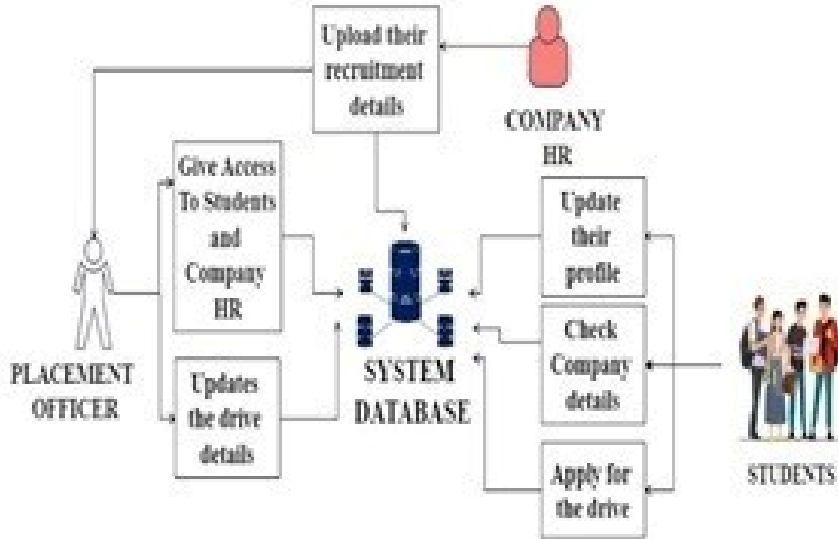 Upload their
recruitment
details
COMPANY
HR
Give Access
To Students
and
Company
HR
Update
their
profile
PLACEMENT
OFFICER
Updates
the drive
details
SYSTEM
DATABASE
Check
Company
details
Apply for
the drive
STUDENTS